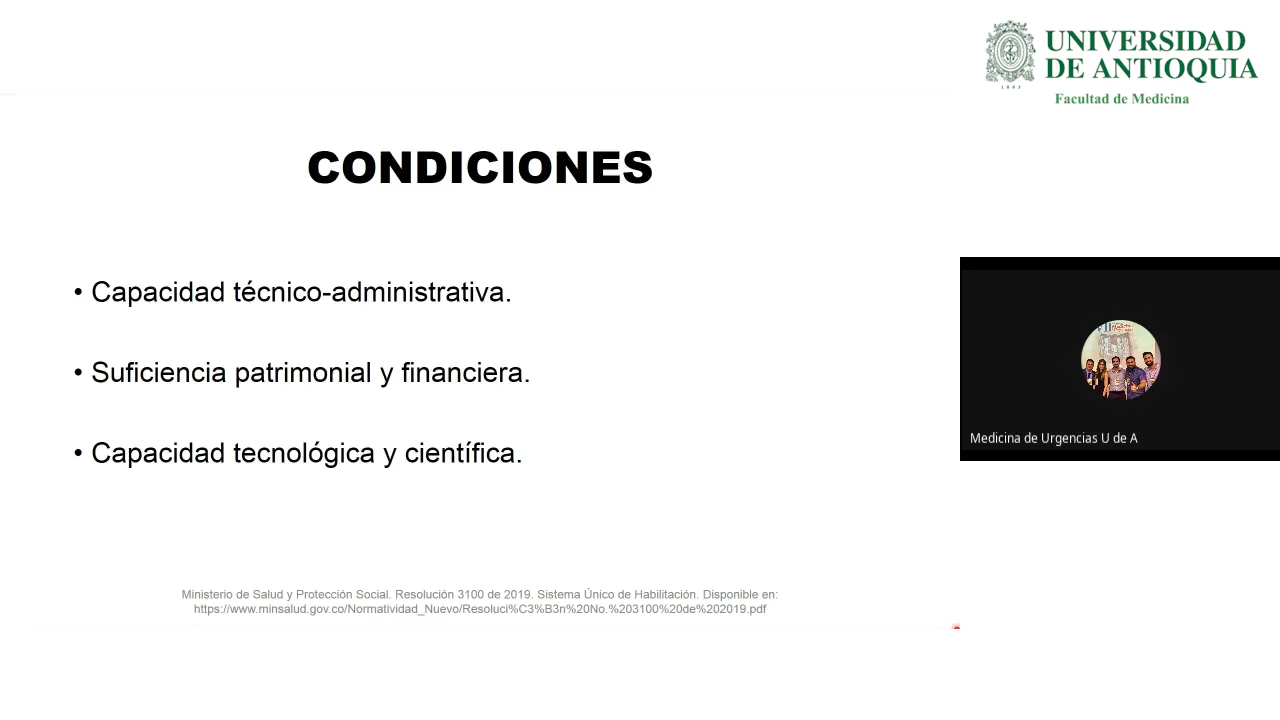 UNIVERSIDAD
DE ANTIOQUIA
1803
Facultad de Medicina
CONDICIONES
• Capacidad técnico-administrativa.
• Suficiencia patrimonial y financiera.
• Capacidad tecnológica y científica.
Medicina de Urgencias U de A
Ministerio de Salud y Protección Social. Resolución 3100 de 2019. Sistema Único de Habilitación. Disponible en:
https://www.minsalud.gov.co/Normatividad_Nuevo/Resoluci%C3%B3n%20No.%203100%20de%202019.pdf